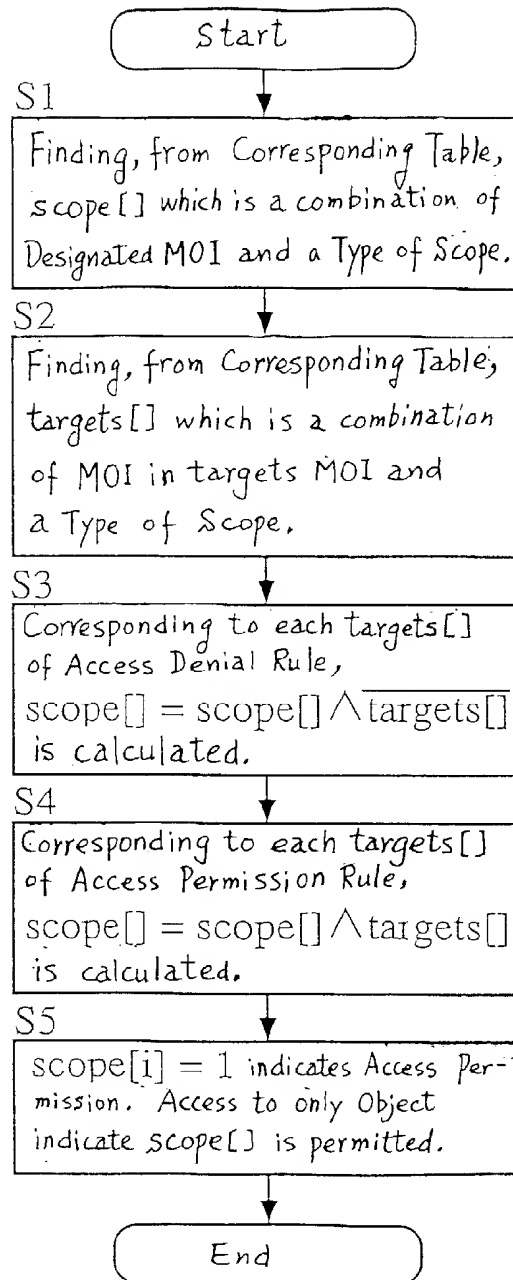 Start
S1
Finding, from Corresponding Table,
scope[] which is a combination of
Designated MOI and a Type of Scope.
S2
Finding, from Corresponding Table,
targets[] which is a combination
of MOI in targets MOI and
a Type of Scope.
S3
Corresponding to each targets[]
of Access Denial Rule,
scope[] = scope[] ∧ t̅a̅r̅g̅e̅t̅s̅[̅]̅
is calculated.
S4
Corresponding to each targets[]
of Access Permission Rule,
scope[] = scope[] ∧ targets[]
is calculated.
S5
scope[i] = 1 indicates Access Per-
mission. Access to only Object
indicate scope[] is permitted.
End